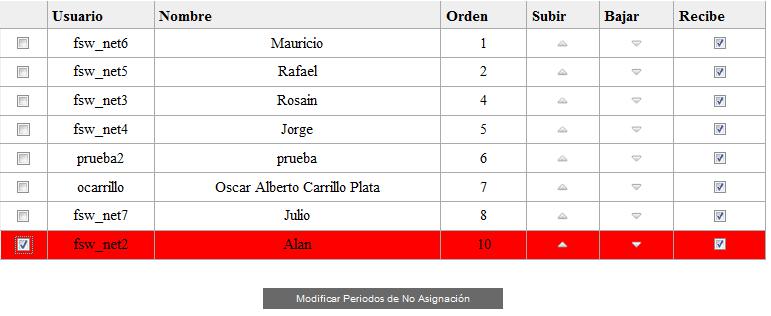 Usuario Nombre Orden Subir Bajar Recibe
fsw_net6 Mauricio 1
fsw_net5 Rafael 2
fsw_net3 Rosain 4
fsw_net4 Jorge 5
prueba2 prueba 6
ocarrillo Oscar Alberto Carrillo Plata 7
fsw_net7 Julio 8
fsw_net2 Alan 10
Modificar Periodos de No Asignación